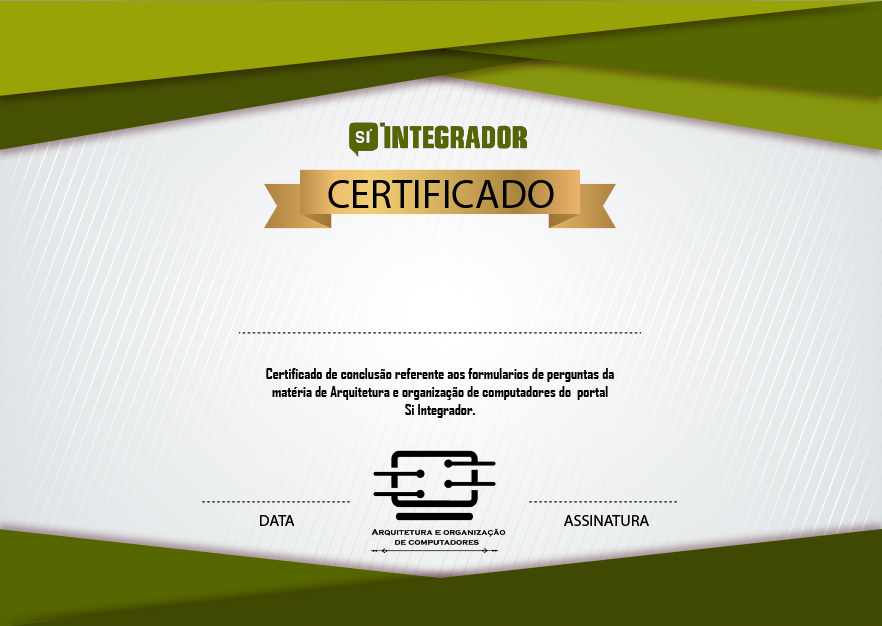 SI INTEGRADOR
CERTIFICADO
Certificado de conclusão referente aos formularios de perguntas da
matéria de Arquitetura e organização de computadores do portal
Si Integrador.
DATA
ASSINATURA
ARQUITETURA E ORGANIZAÇÃO
DE COMPUTADORES